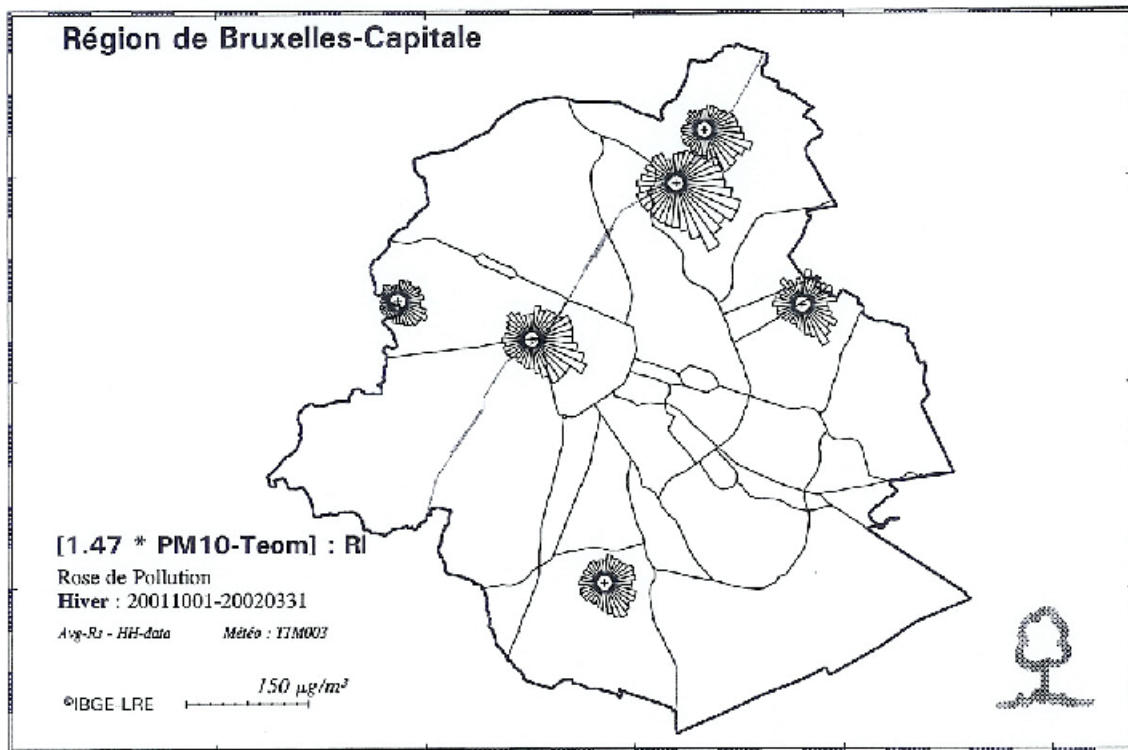 Région de Bruxelles-Capitale
[1.47 * PM10-Teom] : RI
Rose de Pollution
Hiver : 20011001-20020331
Avg-Rs - HH-data Météo : T1M003
150 µg/m³
©IBGE-LRE